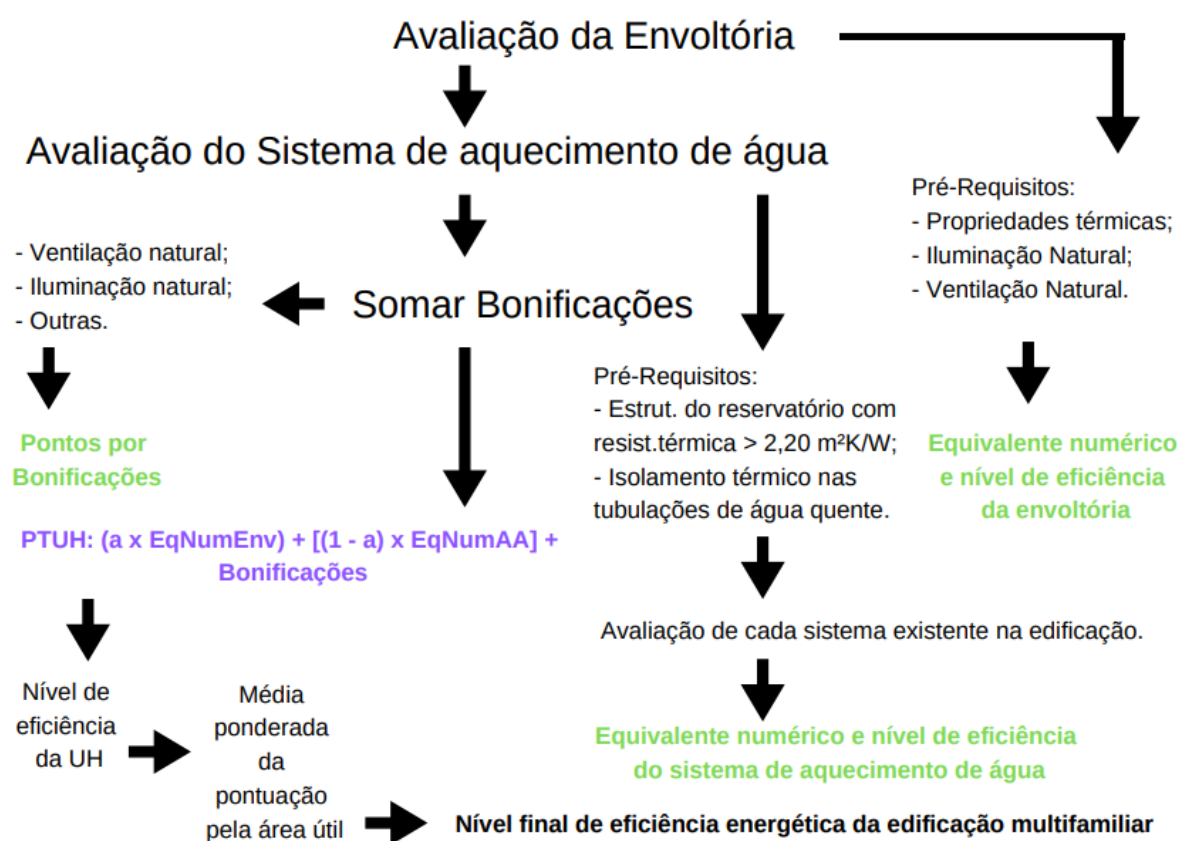 Avaliação da Envoltória
Avaliação do Sistema de aquecimento de água
Pré-Requisitos:
- Propriedades térmicas;
- Iluminação Natural;
- Ventilação Natural.
- Ventilação natural;
- Iluminação natural;
- Outras.
Somar Bonificações
Pré-Requisitos:
- Estrut. do reservatório com
resist.térmica > 2,20 m²K/W;
- Isolamento térmico nas
tubulações de água quente.
Equivalente numérico
e nível de eficiência
da envoltória
Pontos por
Bonificações
PTUH: (a x EqNumEnv) + [(1 - a) x EqNumAA] +
Bonificações
Avaliação de cada sistema existente na edificação.
Nível de
eficiência
da UH
Média
ponderada
da
pontuação
pela área útil
Equivalente numérico e nível de eficiência
do sistema de aquecimento de água
Nível final de eficiência energética da edificação multifamiliar